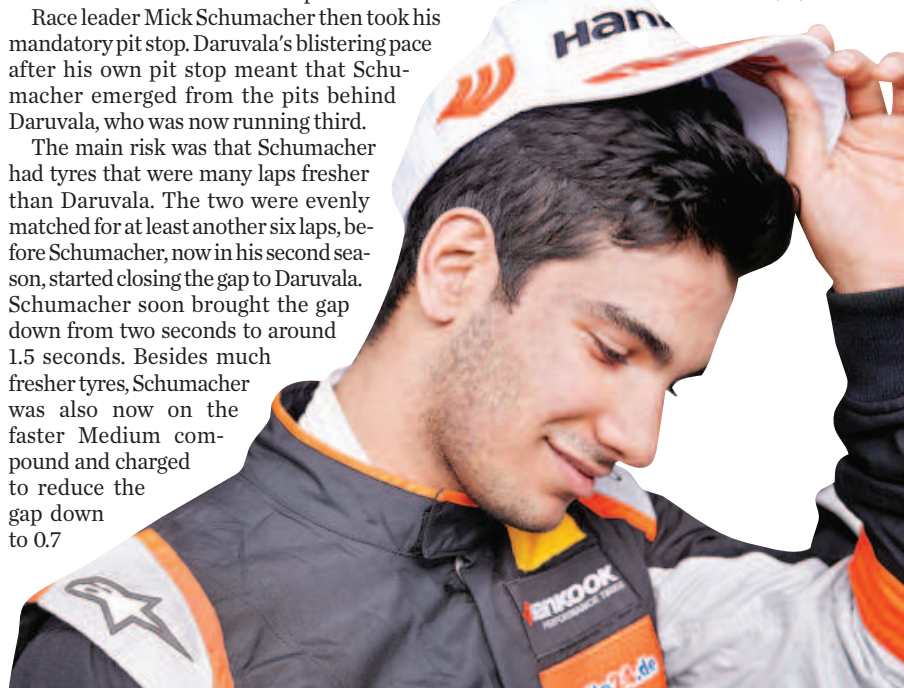 Race leader Mick Schumacher then took his
mandatory pit stop. Daruvala's blistering pace
after his own pit stop meant that Schu-
macher emerged from the pits behind
Daruvala, who was now running third.
The main risk was that Schumacher
had tyres that were many laps fresher
than Daruvala. The two were evenly
matched for at least another six laps, be-
fore Schumacher, now in his second sea-
son, started closing the gap to Daruvala.
Schumacher soon brought the gap
down from two seconds to around
1.5 seconds. Besides much
fresher tyres, Schumacher
was also now on the
faster Medium com-
pound and charged
to reduce the
gap down
to 0.7
Han
HANKOOK
24.de